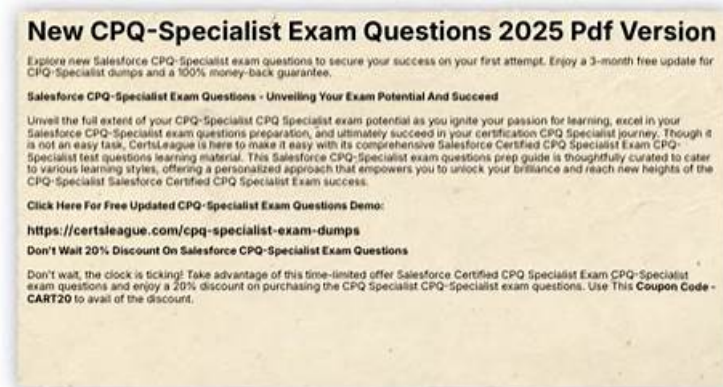 New CPQ-Specialist Exam Questions 2025 Pdf Version
Explore new Salesforce CPQ-Specialist exam questions to secure your success on your first attempt. Enjoy a 3-month free update for
CPQ-Specialist dumps and a 100% money-back guarantee.
Salesforce CPQ-Specialist Exam Questions - Unveiling Your Exam Potential And Succeed
Unveil the full extent of your CPQ-Specialist CPQ Specialist exam potential as you ignite your passion for learning, excel in your
Salesforce CPQ-Specialist exam questions preparation, and ultimately succeed in your certification CPQ Specialist journey. Though it
is not an easy task, CertsLeague is here to make it easy with its comprehensive Salesforce Certified CPQ Specialist Exam CPQ-
Specialist test questions learning material. This Salesforce CPQ-Specialist exam questions prep guide is thoughtfully curated to cater
to various learning styles, offering a personalized approach that empowers you to unlock your brilliance and reach new heights of the
CPQ-Specialist Salesforce Certified CPQ Specialist Exam success.
Click Here For Free Updated CPQ-Specialist Exam Questions Demo:
https://certsleague.com/cpq-specialist-exam-dumps
Don't Wait 20% Discount On Salesforce CPQ-Specialist Exam Questions
Don't wait, the clock is ticking! Take advantage of this time-limited offer Salesforce Certified CPQ Specialist Exam CPQ-Specialist
exam questions and enjoy a 20% discount on purchasing the CPQ Specialist CPQ-Specialist exam questions. Use This Coupon Code -
CART20 to avail of the discount.